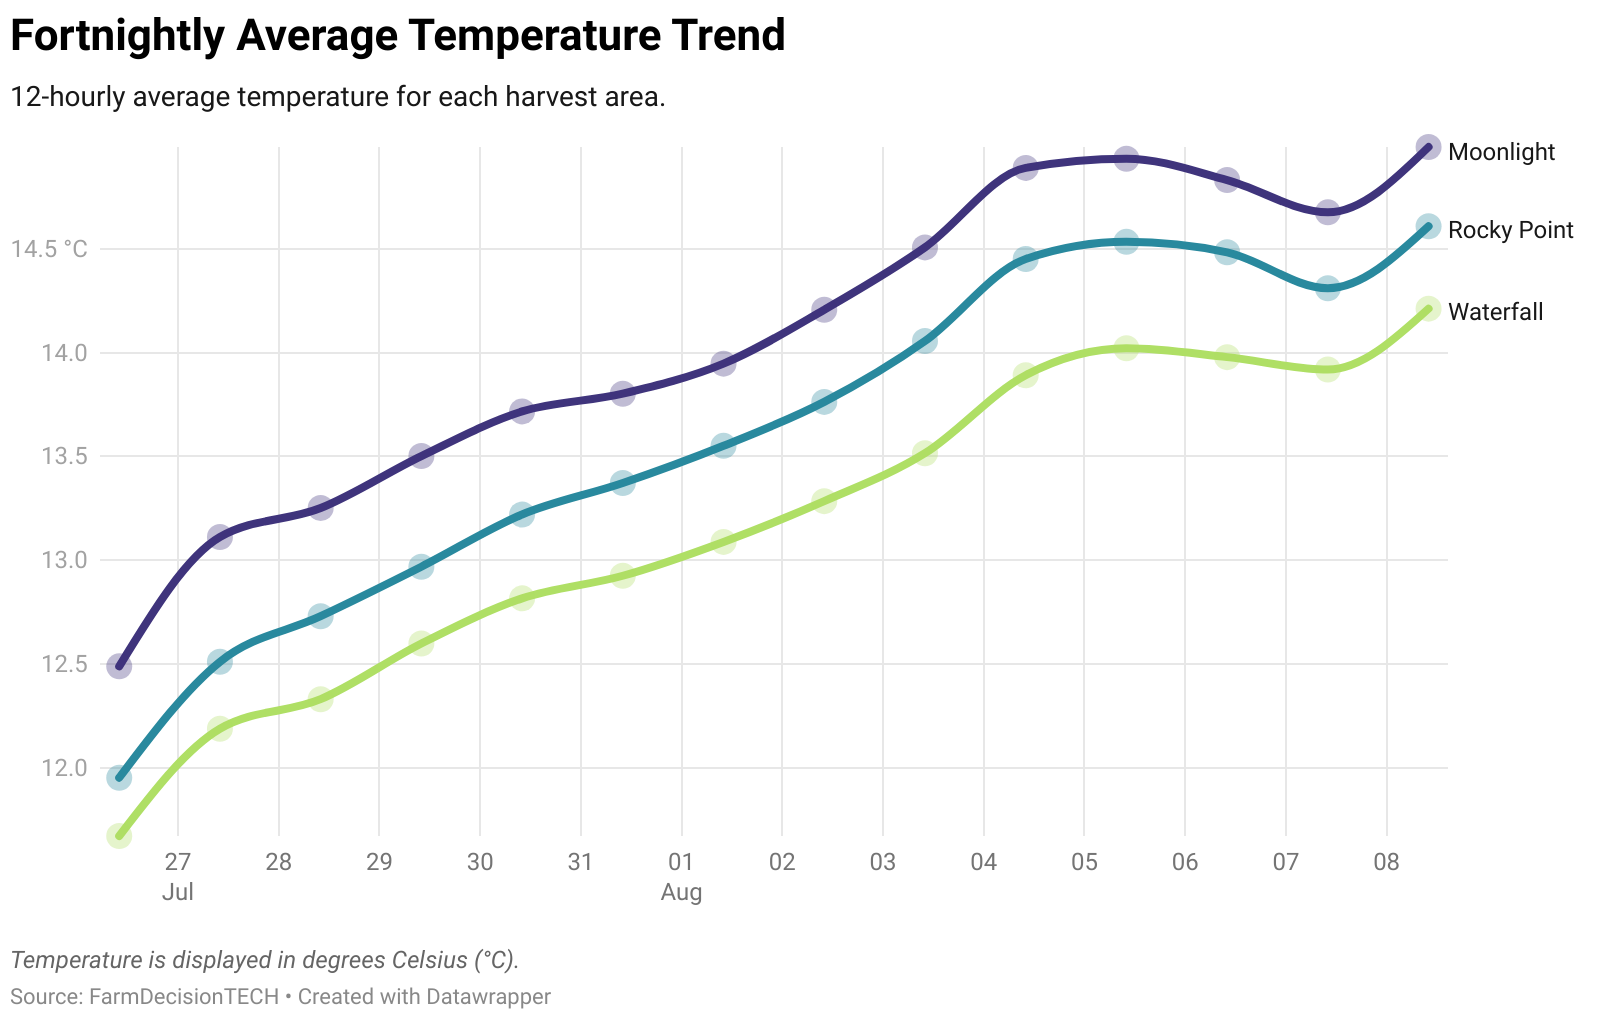 Fortnightly Average Temperature Trend
12-hourly average temperature for each harvest area.
Moonlight
Rocky Point
Waterfall
14.5 °C
14.0
13.5
13.0
12.5
12.0
27 28 29 30 31 01 02 03 04 05 06 07 08
Jul Aug
Temperature is displayed in degrees Celsius (°C).
Source: FarmDecisionTECH • Created with Datawrapper